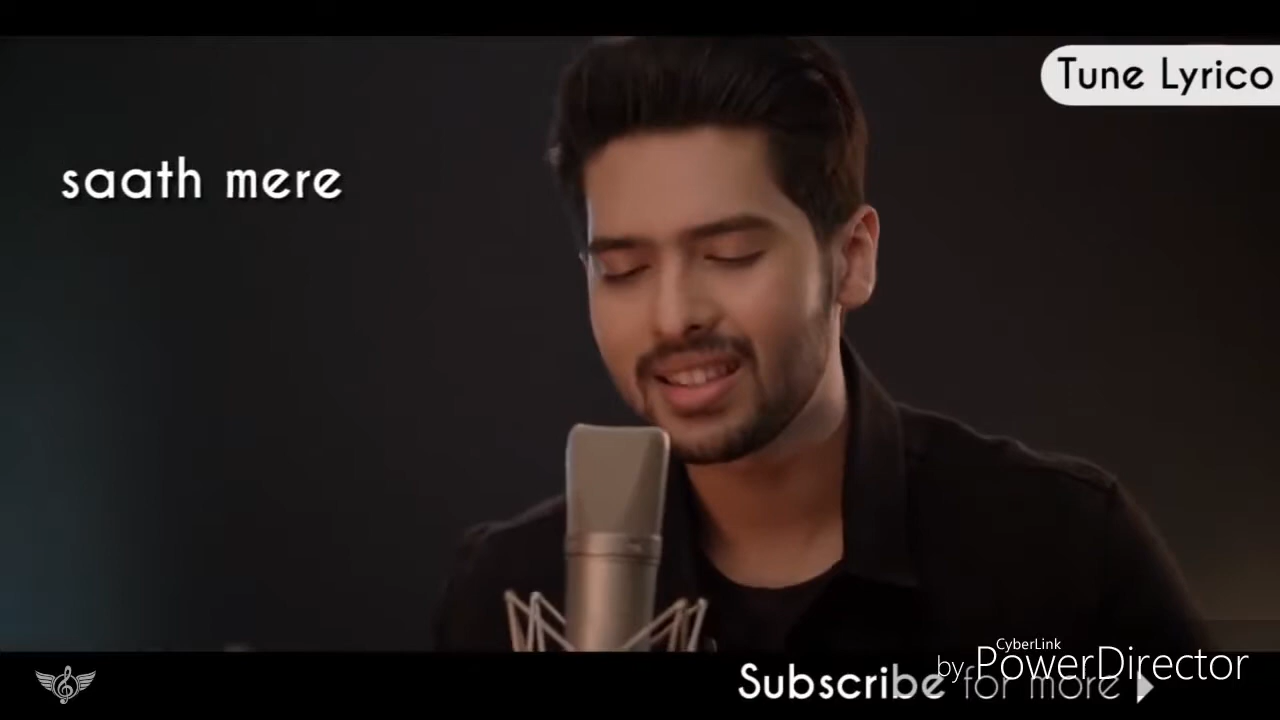 Tune Lyrico
saath mere
CyberLink
by PowerDirector
Subscribe for more